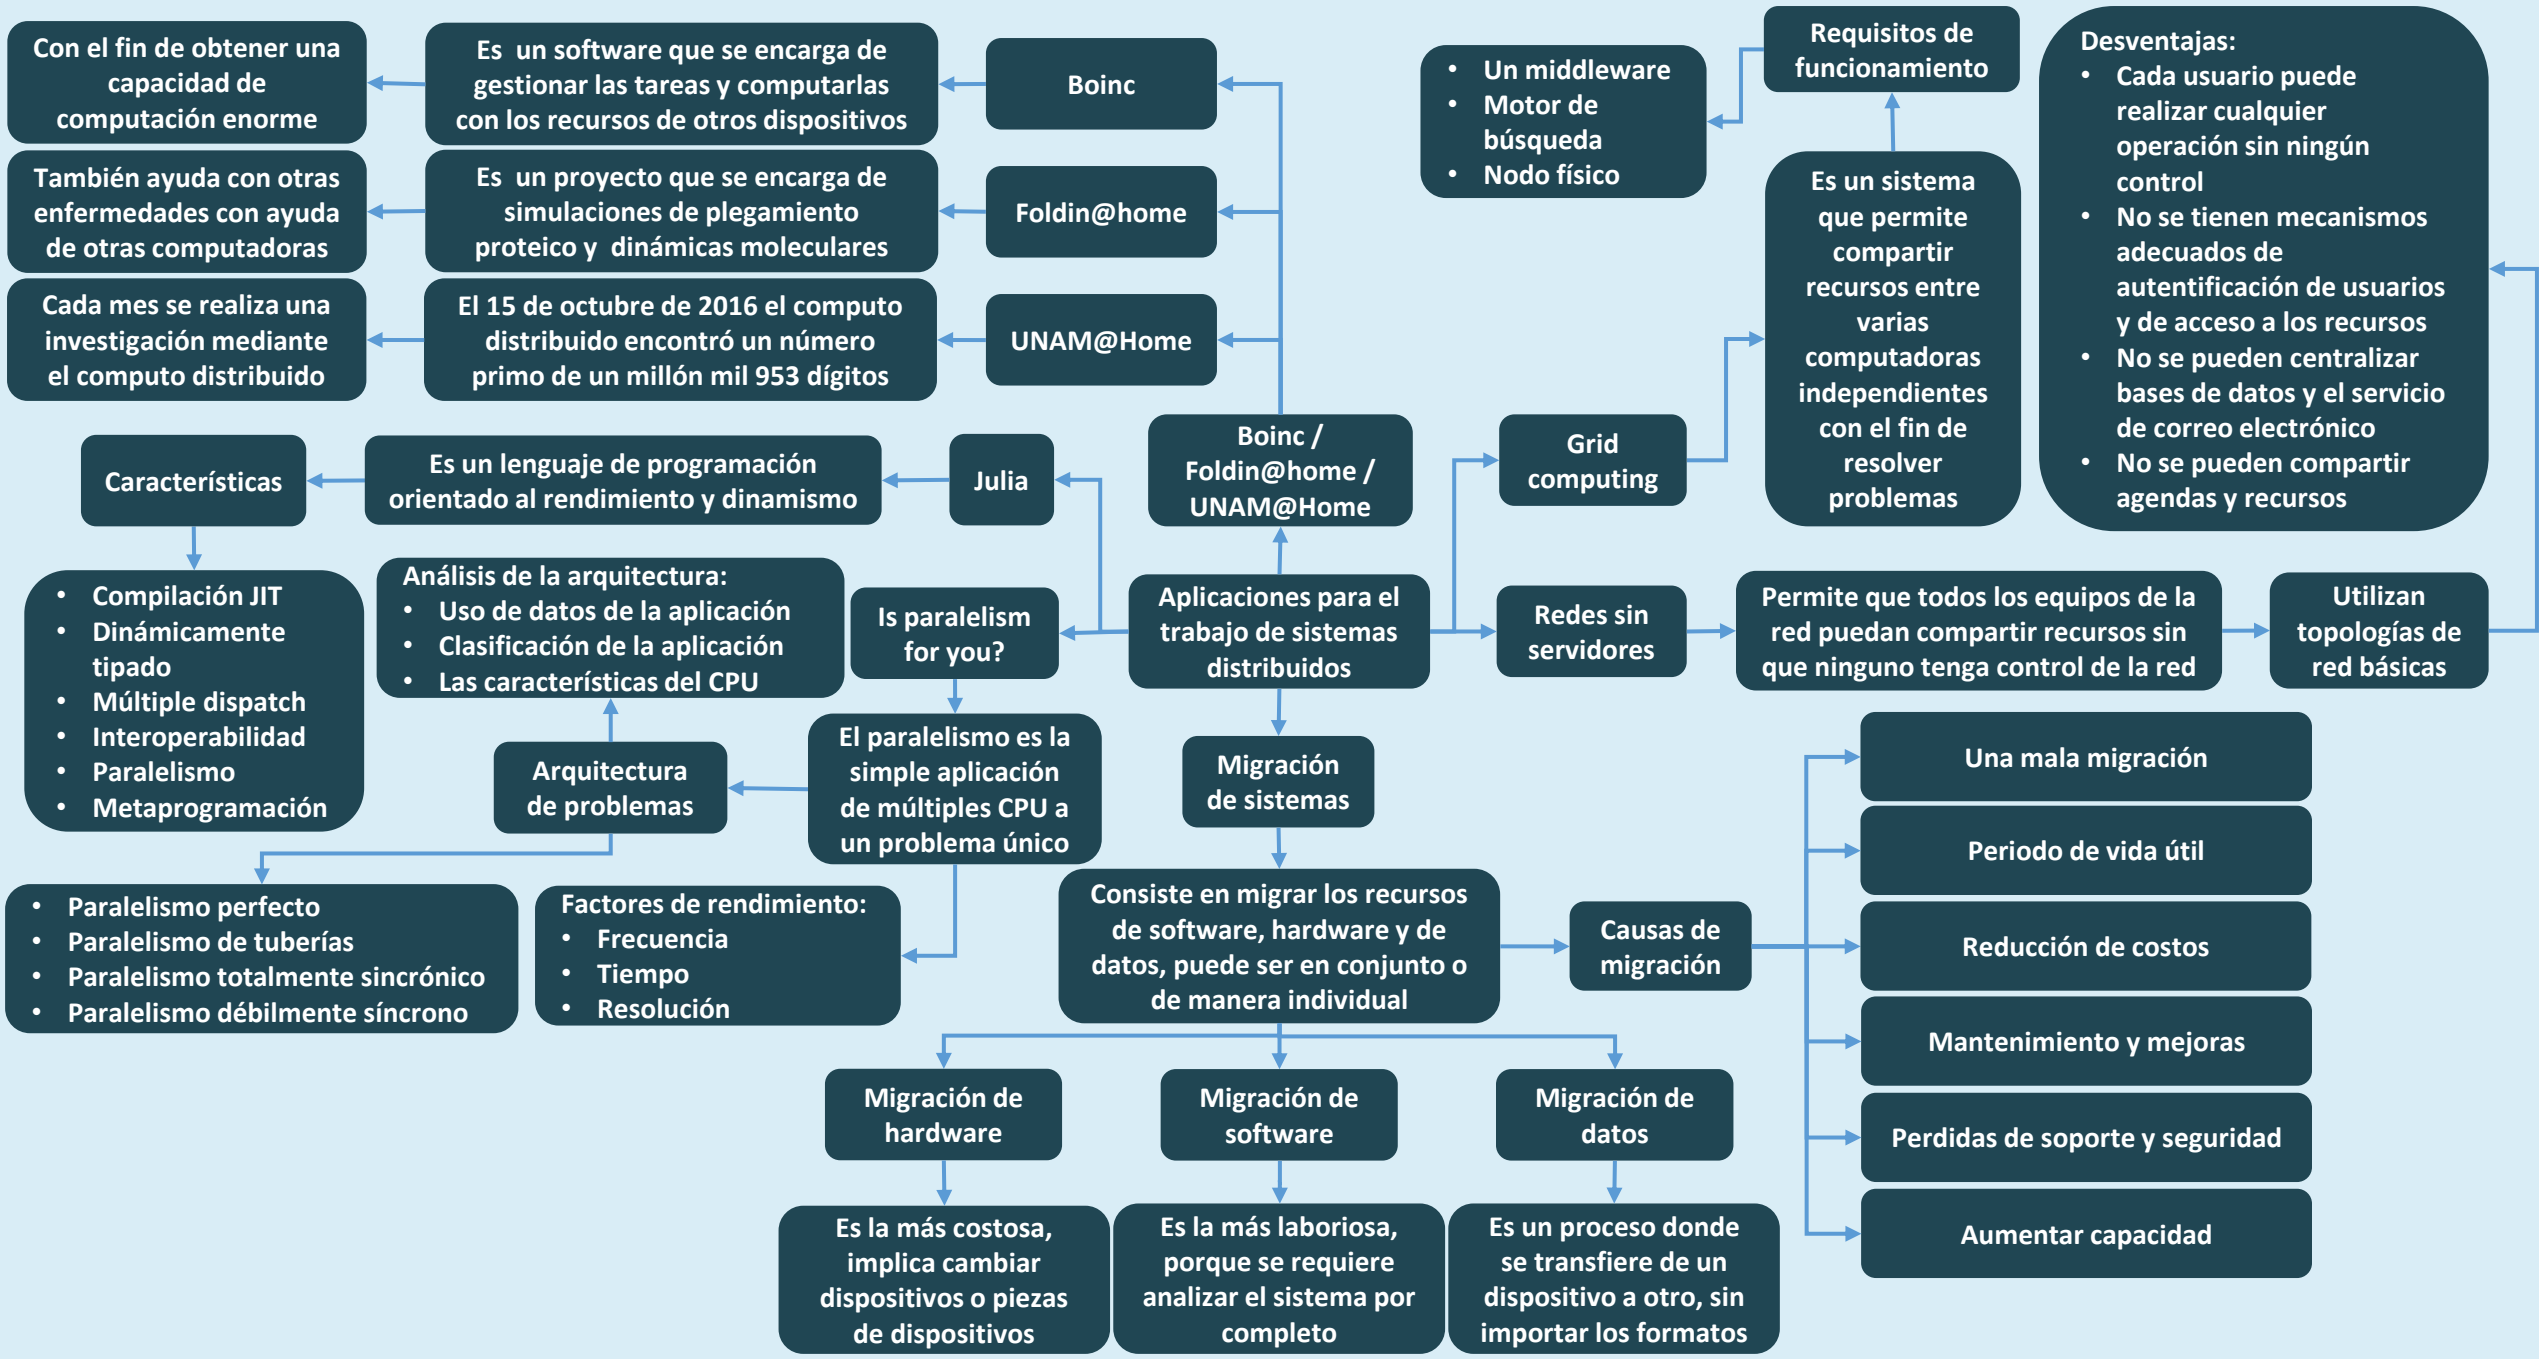 Con el fin de obtener una
capacidad de
computación enorme
Es un software que se encarga de
gestionar las tareas y computarlas
con los recursos de otros dispositivos
Boinc
También ayuda con otras
enfermedades con ayuda
de otras computadoras
Es un proyecto que se encarga de
simulaciones de plegamiento
proteico y dinámicas moleculares
Foldin@home
Cada mes se realiza una
investigación mediante
el computo distribuido
El 15 de octubre de 2016 el computo
distribuido encontró un número
primo de un millón mil 953 dígitos
UNAM@Home
• Un middleware
• Motor de
búsqueda
• Nodo físico
Requisitos de
funcionamiento
Es un sistema
que permite
compartir
recursos entre
varias
computadoras
independientes
con el fin de
resolver
problemas
Desventajas:
• Cada usuario puede
realizar cualquier
operación sin ningún
control
• No se tienen mecanismos
adecuados de
autentificación de usuarios
y de acceso a los recursos
• No se pueden centralizar
bases de datos y el servicio
de correo electrónico
• No se pueden compartir
agendas y recursos
Características
Es un lenguaje de programación
orientado al rendimiento y dinamismo
Julia
Boinc /
Foldin@home /
UNAM@Home
Grid
computing
• Compilación JIT
• Dinámicamente
tipado
• Múltiple dispatch
• Interoperabilidad
• Paralelismo
• Metaprogramación
Análisis de la arquitectura:
• Uso de datos de la aplicación
• Clasificación de la aplicación
• Las características del CPU
Is paralelism
for you?
Aplicaciones para el
trabajo de sistemas
distribuidos
Redes sin
servidores
Permite que todos los equipos de la
red puedan compartir recursos sin
que ninguno tenga control de la red
Utilizan
topologías de
red básicas
Arquitectura
de problemas
El paralelismo es la
simple aplicación
de múltiples CPU a
un problema único
Migración
de sistemas
• Paralelismo perfecto
• Paralelismo de tuberías
• Paralelismo totalmente sincrónico
• Paralelismo débilmente síncrono
Factores de rendimiento:
• Frecuencia
• Tiempo
• Resolución
Consiste en migrar los recursos
de software, hardware y de
datos, puede ser en conjunto o
de manera individual
Causas de
migración
Una mala migración
Periodo de vida útil
Reducción de costos
Mantenimiento y mejoras
Perdidas de soporte y seguridad
Aumentar capacidad
Migración de
hardware
Migración de
software
Migración de
datos
Es la más costosa,
implica cambiar
dispositivos o piezas
de dispositivos
Es la más laboriosa,
porque se requiere
analizar el sistema por
completo
Es un proceso donde
se transfiere de un
dispositivo a otro, sin
importar los formatos